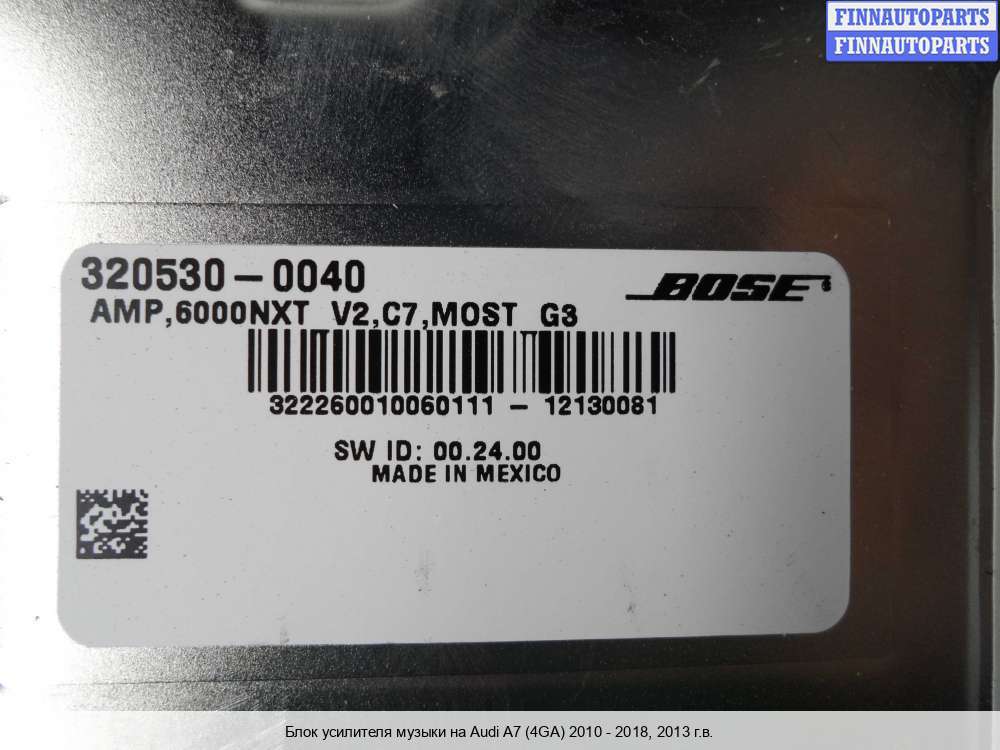 FINNAUTOPARTS
FINNAUTOPARTS
320530-0040
BOSE
AMP,6000NXT V2,C7,MOST G3
322260010060111 - 12130081
SW ID: 00.24.00
MADE IN MEXICO
Блок усилителя музыки на Audi A7 (4GA) 2010 - 2018, 2013 г.в.